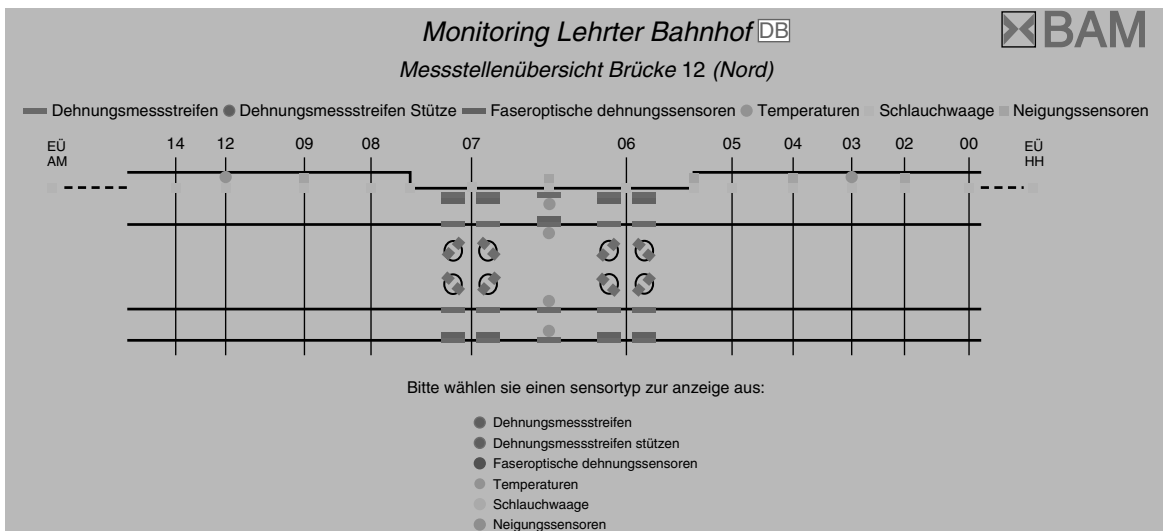 Monitoring Lehrter Bahnhof DB
BAM
Messstellenübersicht Brücke 12 (Nord)
Dehnungsmessstreifen Dehnungsmessstreifen Stütze Faseroptische dehnungssensoren Temperaturen Schlauchwaage Neigungssensoren
EÜ 14 12 09 08 07 06 05 04 03 02 00 EÜ
AM HH
Bitte wählen sie einen sensortyp zur anzeige aus:
Dehnungsmessstreifen
Dehnungsmessstreifen stützen
Faseroptische dehnungssensoren
Temperaturen
Schlauchwaage
Neigungssensoren